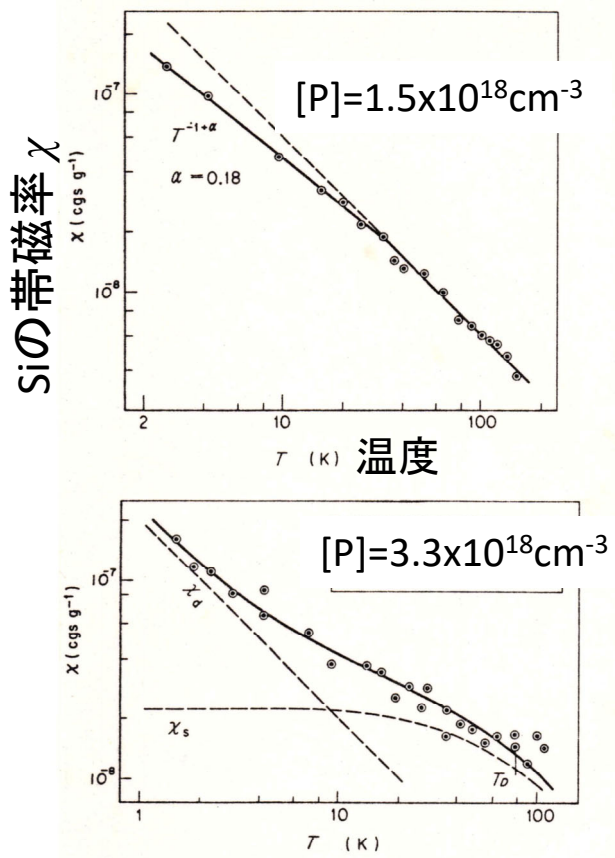 [P]=1.5x10¹⁸cm⁻³
10⁻⁷
T⁻¹⁺ᵅ
α = 0.18
Siの帯磁率 χ
χ (cgs g⁻¹)
10⁻⁸
2 10 100
T (K) 温度
[P]=3.3x10¹⁸cm⁻³
10⁻⁷
χd
χ (cgs g⁻¹)
χs
10⁻⁸
TD
1 10 100
T (K)